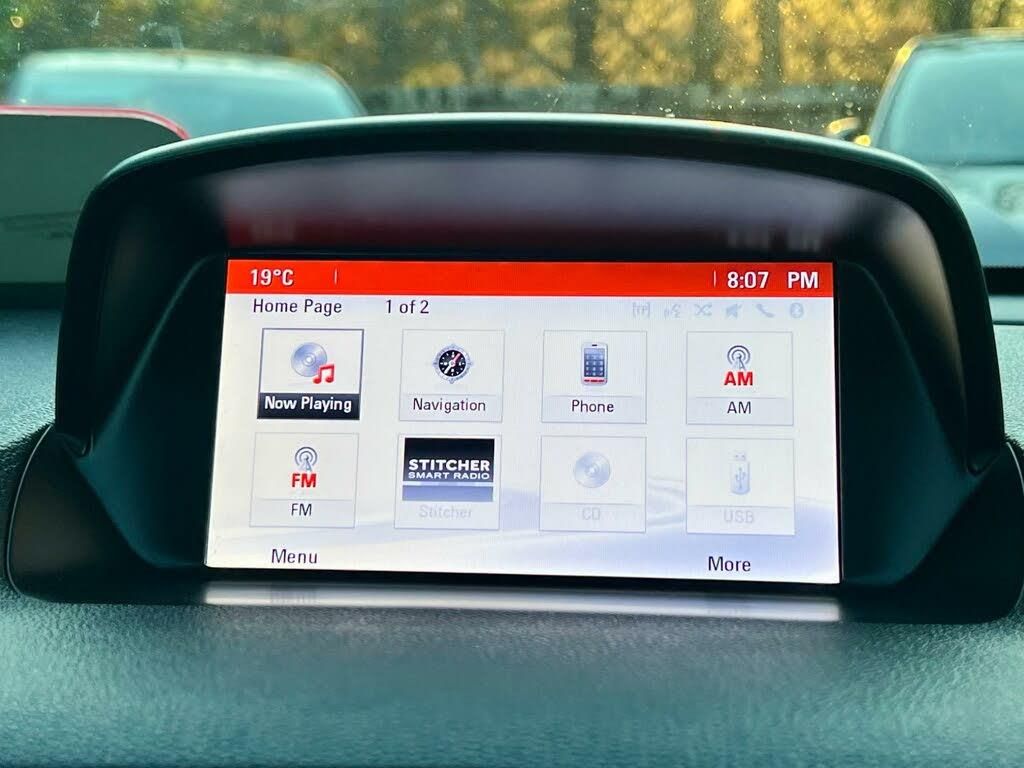 19°C
8:07 PM
Home Page 1 of 2
[TP]
Now Playing
Navigation
Phone
AM
AM
FM
FM
STITCHER
SMART RADIO
Stitcher
CD
USB
Menu
More